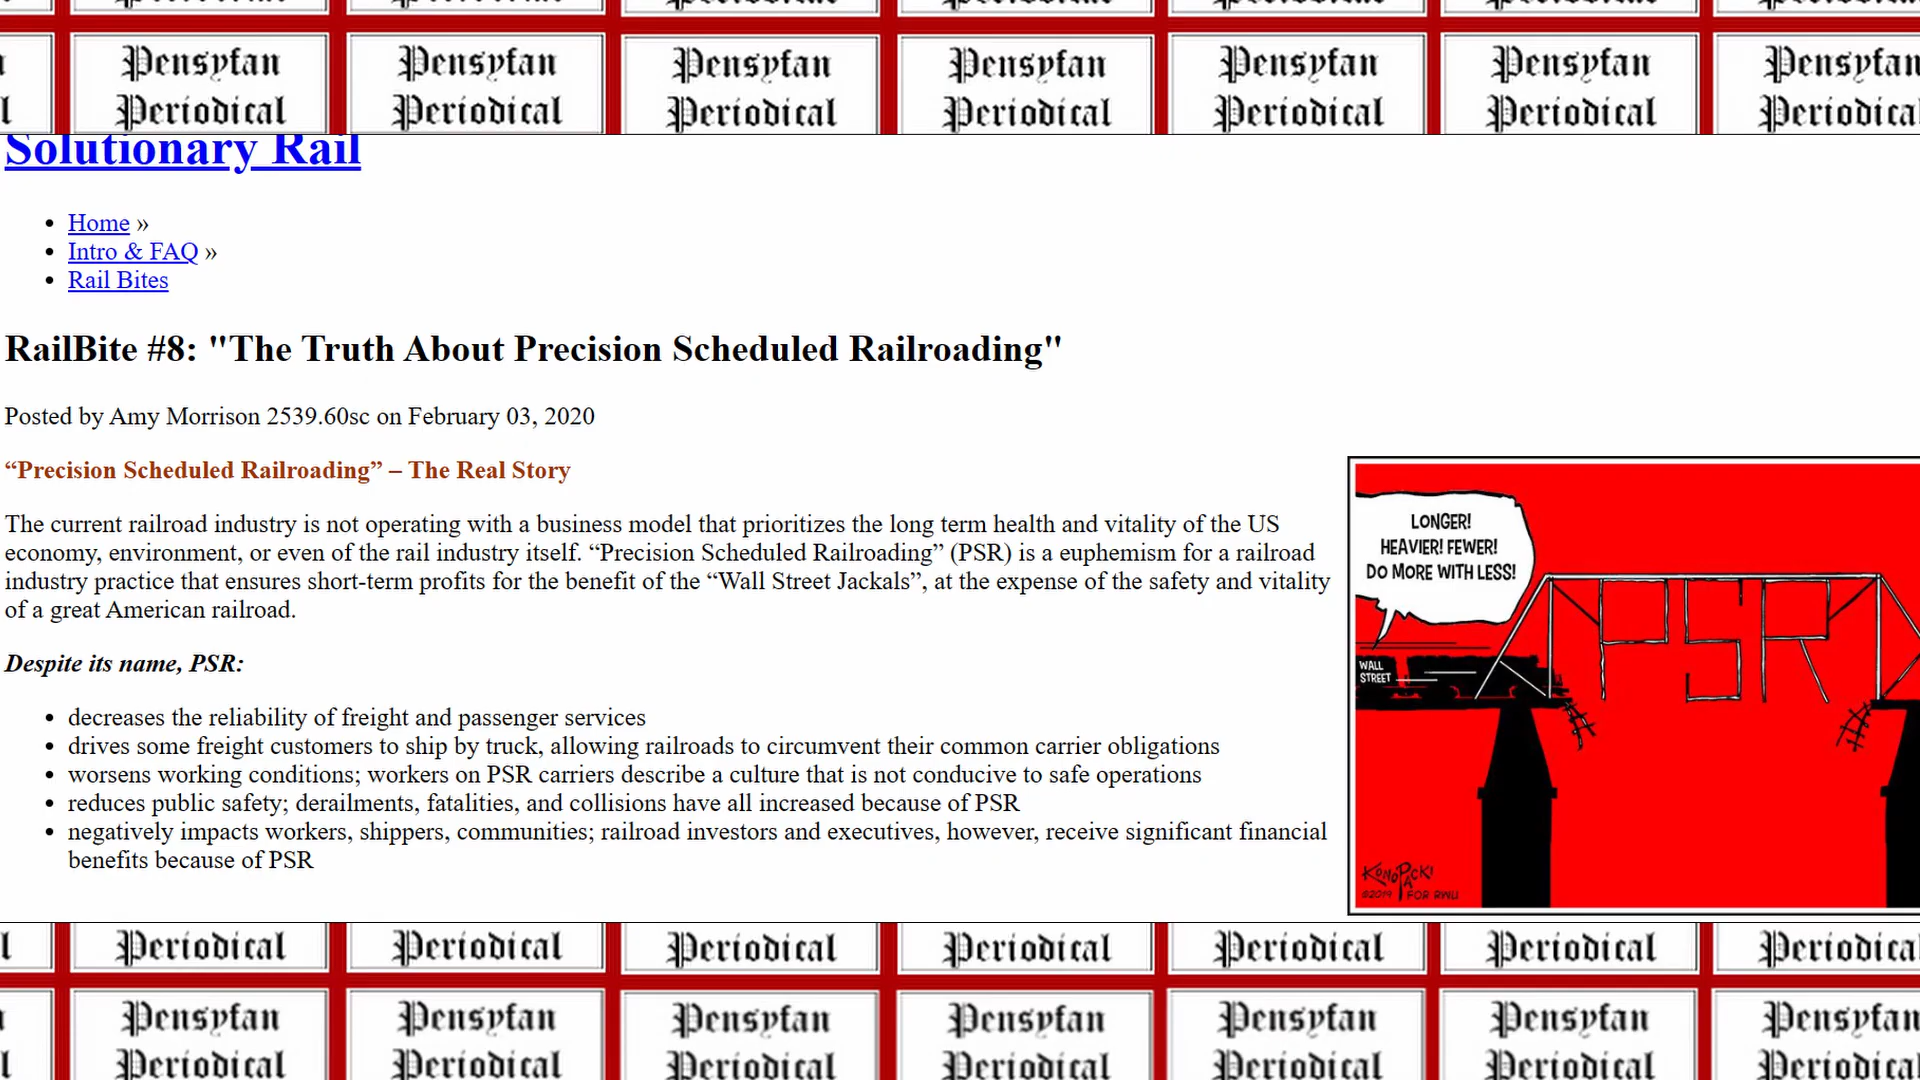 Pensyfan Pensyfan Pensyfan Pensyfan Pensyfan Pensyfan Pensyfan
Periodical Periodical Periodical Periodical Periodical Periodical Periodical
Solutionary Rail
Home »
Intro & FAQ »
Rail Bites
RailBite #8: "The Truth About Precision Scheduled Railroading"
Posted by Amy Morrison 2539.60sc on February 03, 2020
“Precision Scheduled Railroading” – The Real Story
The current railroad industry is not operating with a business model that prioritizes the long term health and vitality of the US
economy, environment, or even of the rail industry itself. “Precision Scheduled Railroading” (PSR) is a euphemism for a railroad
industry practice that ensures short-term profits for the benefit of the “Wall Street Jackals”, at the expense of the safety and vitality
of a great American railroad.
Despite its name, PSR:
decreases the reliability of freight and passenger services
drives some freight customers to ship by truck, allowing railroads to circumvent their common carrier obligations
worsens working conditions; workers on PSR carriers describe a culture that is not conducive to safe operations
reduces public safety; derailments, fatalities, and collisions have all increased because of PSR
negatively impacts workers, shippers, communities; railroad investors and executives, however, receive significant financial
benefits because of PSR
LONGER!
HEAVIER! FEWER!
DO MORE WITH LESS!
PSR
WALL
STREET
KONOPACKI
©2019 FOR RWU
Periodical Periodical Periodical Periodical Periodical Periodical Periodical
Pensyfan Pensyfan Pensyfan Pensyfan Pensyfan Pensyfan Pensyfan
Periodical Periodical Periodical Periodical Periodical Periodical Periodical